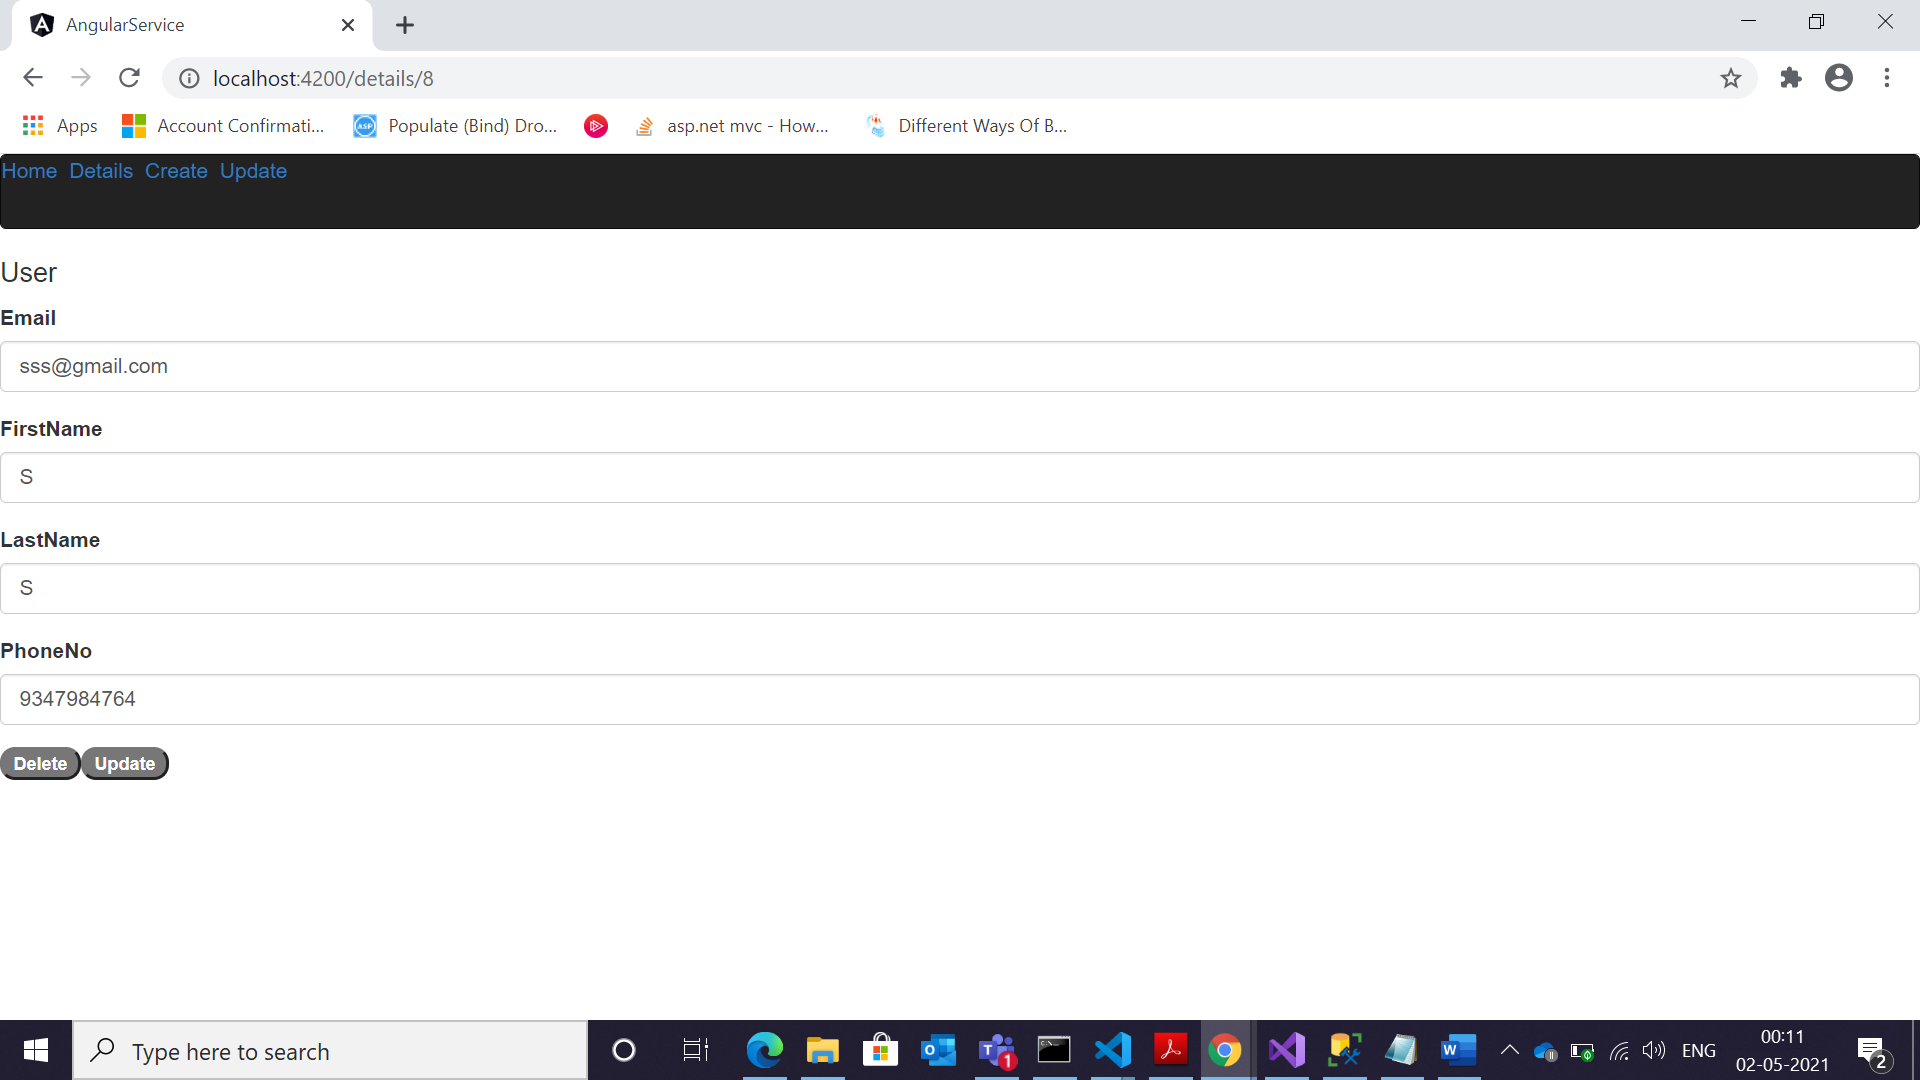 AngularService
localhost:4200/details/8
Apps Account Confirmati... Populate (Bind) Dro... asp.net mvc - How... Different Ways Of B...
Home Details Create Update
User
Email
sss@gmail.com
FirstName
S
LastName
S
PhoneNo
9347984764
Delete Update
Type here to search
1
ENG
00:11
02-05-2021
2